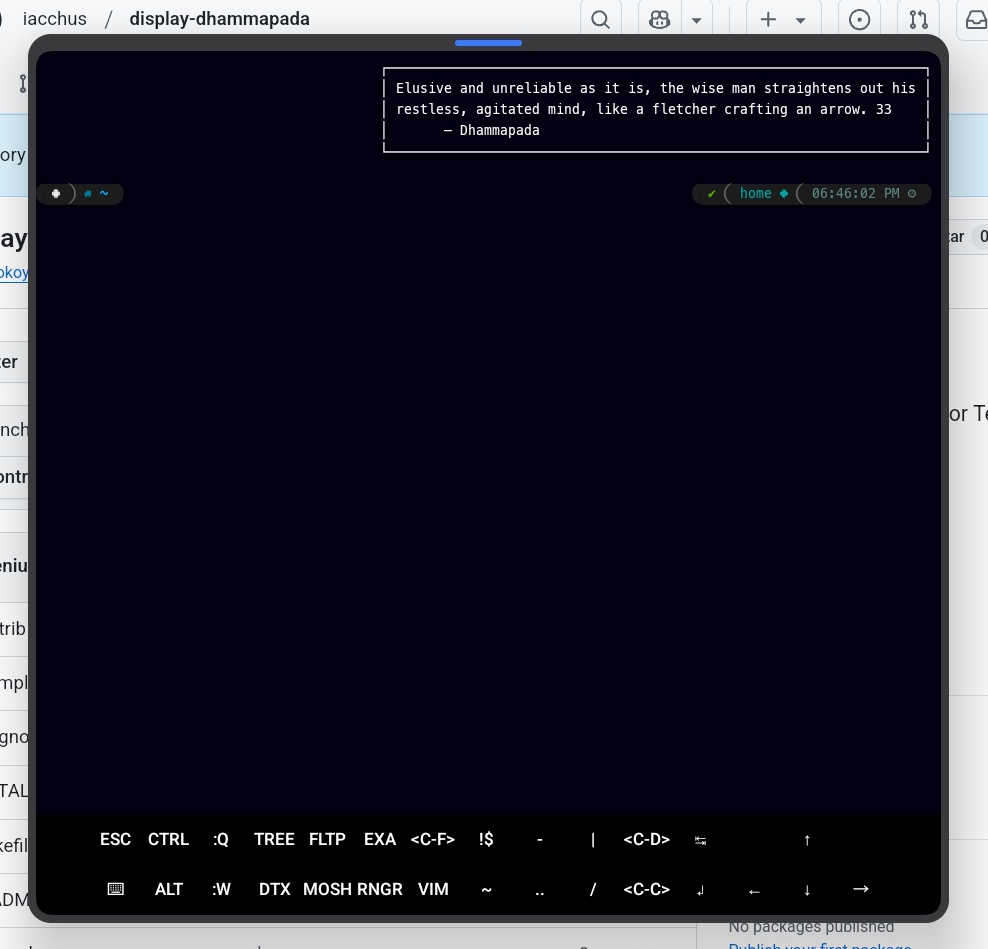 iacchus / display-dhammapada
Elusive and unreliable as it is, the wise man straightens out his
restless, agitated mind, like a fletcher crafting an arrow. 33
— Dhammapada
~ ✔ home 06:46:02 PM
ory
ay
tar 0
okoy
ter
or Te
nch
ontr
eniu
trib
mpl
gno
TAL
kefil
ADM
ESC CTRL :Q TREE FLTP EXA <C-F> !$ - | <C-D> ↹ ↑
⌨ ALT :W DTX MOSH RNGR VIM ~ .. / <C-C> ↲ ← ↓ →
No packages published
Publish your first package